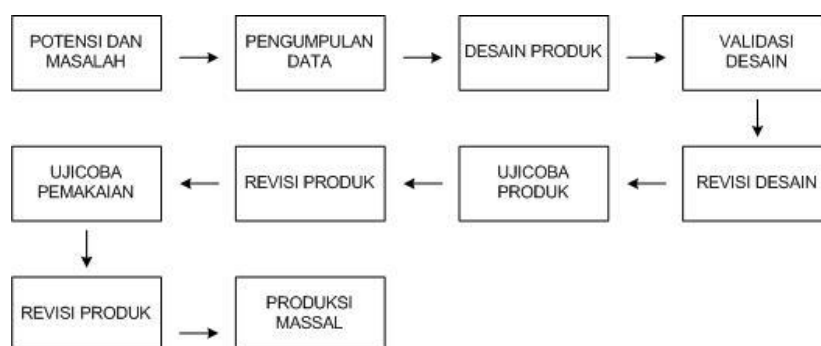 POTENSI DAN
MASALAH
PENGUMPULAN
DATA
DESAIN PRODUK
VALIDASI
DESAIN
REVISI DESAIN
UJICOBA
PRODUK
REVISI PRODUK
UJICOBA
PEMAKAIAN
REVISI PRODUK
PRODUKSI
MASSAL